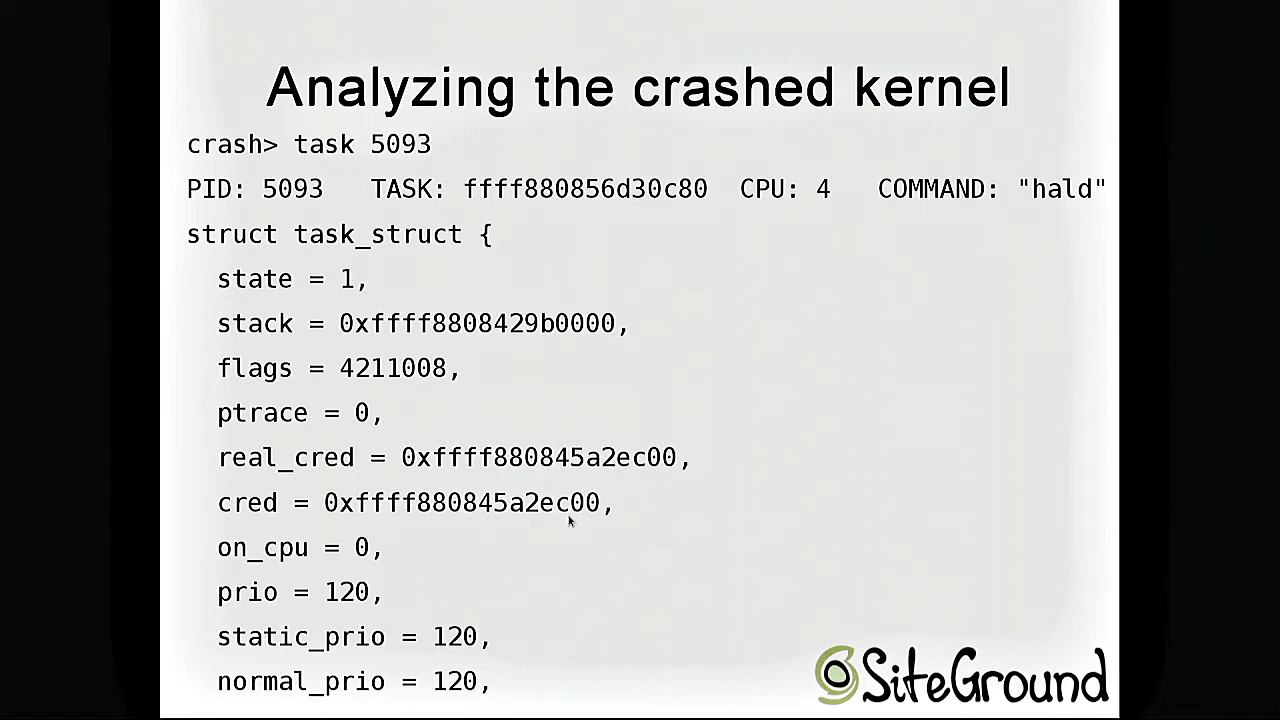 Analyzing the crashed kernel
crash> task 5093
PID: 5093   TASK: ffff880856d30c80  CPU: 4   COMMAND: "hald"
struct task_struct {
  state = 1,
  stack = 0xffff8808429b0000,
  flags = 4211008,
  ptrace = 0,
  real_cred = 0xffff880845a2ec00,
  cred = 0xffff880845a2ec00,
  on_cpu = 0,
  prio = 120,
  static_prio = 120,
  normal_prio = 120,
SiteGround